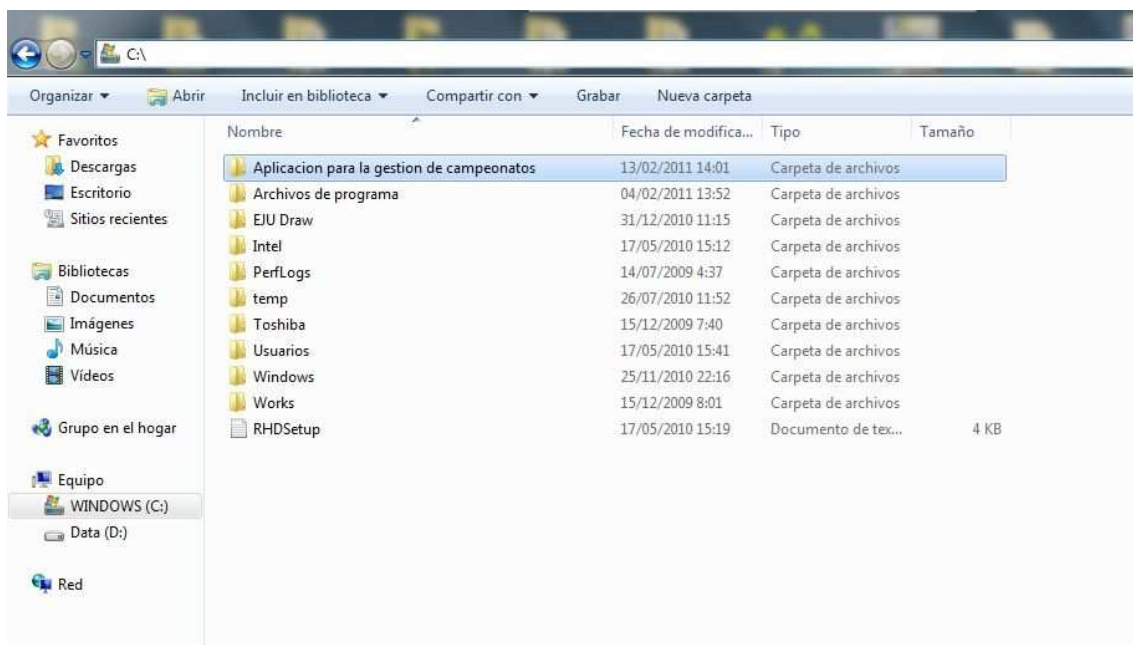 C:\
Organizar Abrir Incluir en biblioteca Compartir con Grabar Nueva carpeta
Favoritos
Descargas
Escritorio
Sitios recientes
Bibliotecas
Documentos
Imágenes
Música
Vídeos
Grupo en el hogar
Equipo
WINDOWS (C:)
Data (D:)
Red
Nombre Fecha de modifica... Tipo Tamaño
Aplicacion para la gestion de campeonatos 13/02/2011 14:01 Carpeta de archivos
Archivos de programa 04/02/2011 13:52 Carpeta de archivos
EJU Draw 31/12/2010 11:15 Carpeta de archivos
Intel 17/05/2010 15:12 Carpeta de archivos
PerfLogs 14/07/2009 4:37 Carpeta de archivos
temp 26/07/2010 11:52 Carpeta de archivos
Toshiba 15/12/2009 7:40 Carpeta de archivos
Usuarios 17/05/2010 15:41 Carpeta de archivos
Windows 25/11/2010 22:16 Carpeta de archivos
Works 15/12/2009 8:01 Carpeta de archivos
RHDSetup 17/05/2010 15:19 Documento de tex... 4 KB